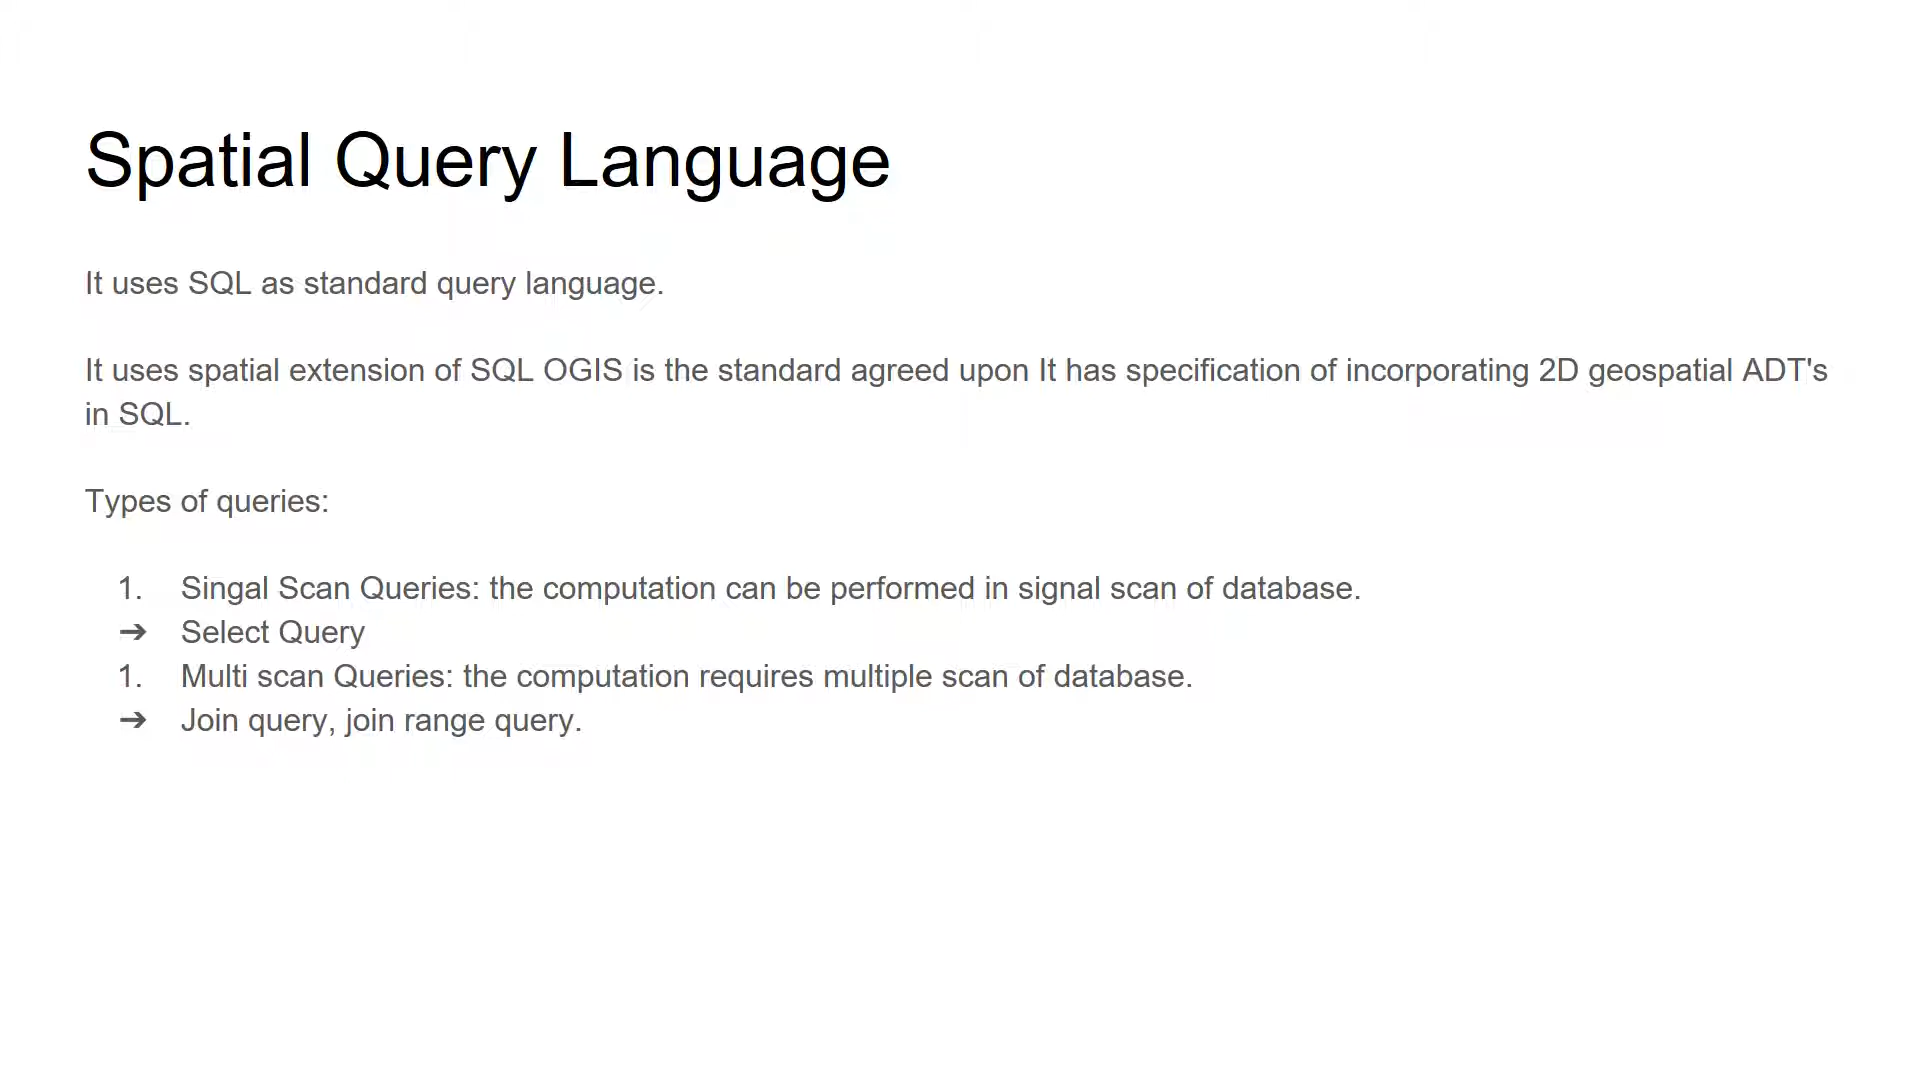 Spatial Query Language
It uses SQL as standard query language.
It uses spatial extension of SQL OGIS is the standard agreed upon It has specification of incorporating 2D geospatial ADT's
in SQL.
Types of queries:
1. Singal Scan Queries: the computation can be performed in signal scan of database.
➔ Select Query
1. Multi scan Queries: the computation requires multiple scan of database.
➔ Join query, join range query.